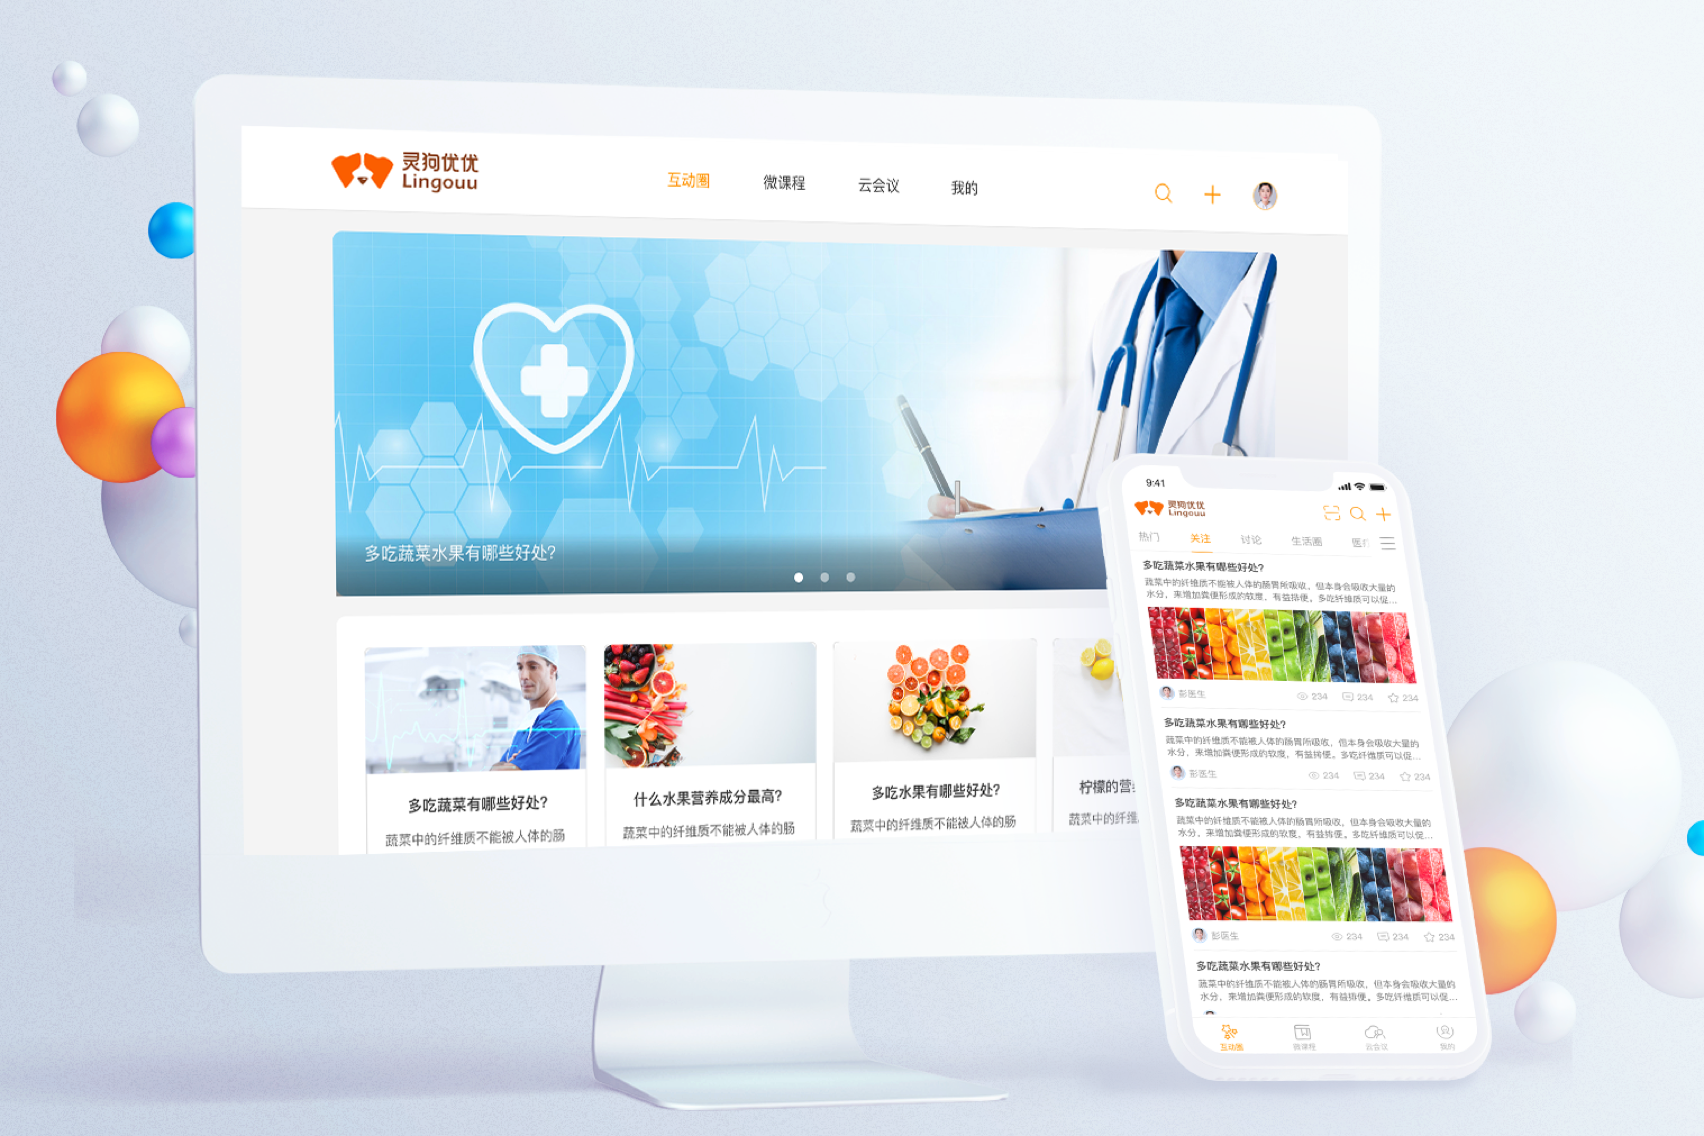 灵狗优优
Lingouu
互动圈
微课程
云会议
我的
多吃蔬菜水果有哪些好处?
多吃蔬菜有哪些好处?
蔬菜中的纤维质不能被人体的肠
什么水果营养成分最高?
蔬菜中的纤维质不能被人体的肠
多吃水果有哪些好处?
蔬菜中的纤维质不能被人体的肠
柠檬的营
蔬菜中的纤维
9:41
灵狗优优
Lingouu
热门
关注
讨论
生活圈
医疗
多吃蔬菜水果有哪些好处?
蔬菜中的纤维质不能被人体的肠胃所吸收，但本身会吸收大量的
水分，来增加粪便形成的软度，有益排便。多吃纤维质可以促...
彭医生
234
234
234
多吃蔬菜水果有哪些好处?
蔬菜中的纤维质不能被人体的肠胃所吸收，但本身会吸收大量的
水分，来增加粪便形成的软度，有益排便。多吃纤维质可以促...
彭医生
234
234
234
多吃蔬菜水果有哪些好处?
蔬菜中的纤维质不能被人体的肠胃所吸收，但本身会吸收大量的
水分，来增加粪便形成的软度，有益排便。多吃纤维质可以促...
彭医生
234
234
234
多吃蔬菜水果有哪些好处?
蔬菜中的纤维质不能被人体的肠胃所吸收，但本身会吸收大量的
水分，来增加粪便形成的软度，有益排便。多吃纤维质可以促...
互动圈
微课程
云会议
我的